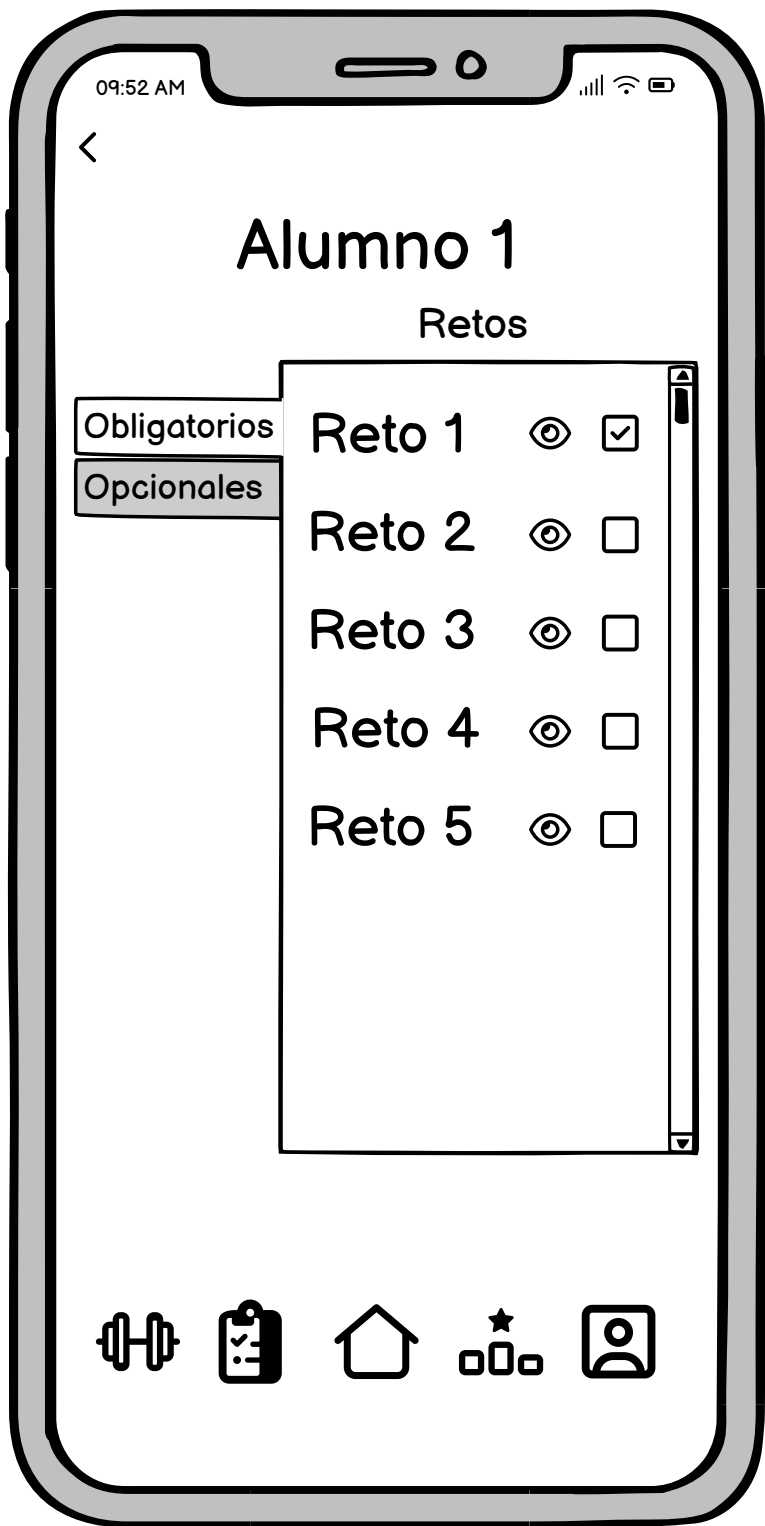 09:52 AM
Alumno 1
Retos
Obligatorios
Opcionales
Reto 1
Reto 2
Reto 3
Reto 4
Reto 5